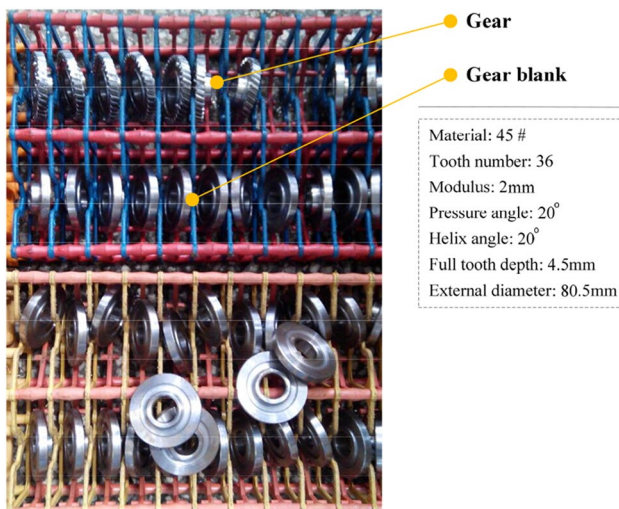 Gear
Gear blank
Material: 45 #
Tooth number: 36
Modulus: 2mm
Pressure angle: 20°
Helix angle: 20°
Full tooth depth: 4.5mm
External diameter: 80.5mm